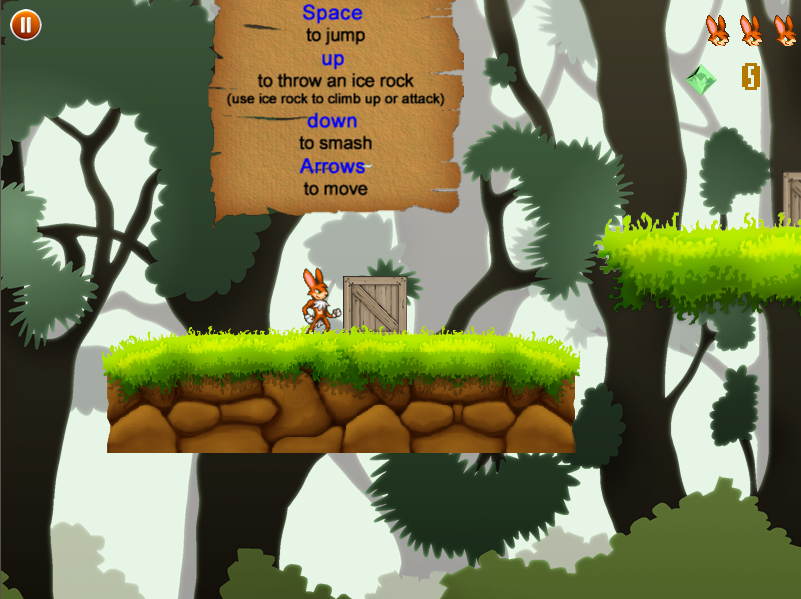 Space
to jump
up
to throw an ice rock
(use ice rock to climb up or attack)
down
to smash
Arrows
to move
5